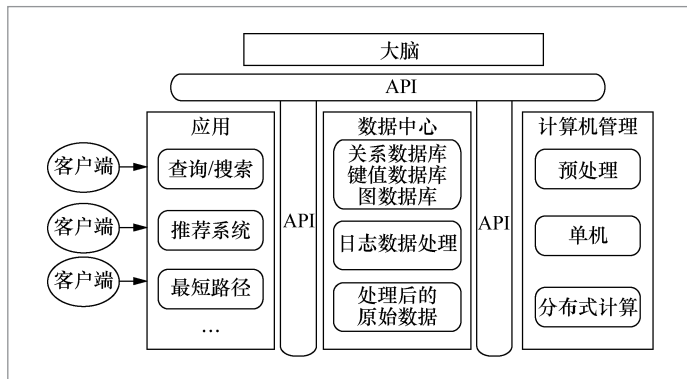 大脑
API
应用
数据中心
计算机管理
客户端
查询/搜索
关系数据库
键值数据库
图数据库
预处理
客户端
推荐系统
API
日志数据处理
API
单机
客户端
最短路径
处理后的
原始数据
分布式计算
…